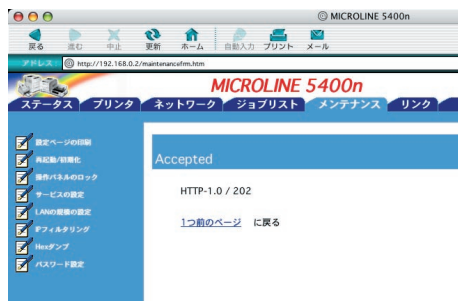 MICROLINE 5400n
戻る 進む 中止 更新 ホーム 自動入力 プリント メール
アドレス: http://192.168.0.2/maintenancefrm.htm
MICROLINE 5400n
ステータス プリンタ ネットワーク ジョブリスト メンテナンス リンク
設定ページの印刷
再起動/初期化
操作パネルのロック
サービスの設定
LANの規模の設定
IPフィルタリング
Hexダンプ
パスワード設定
Accepted
HTTP-1.0 / 202
1つ前のページ に戻る